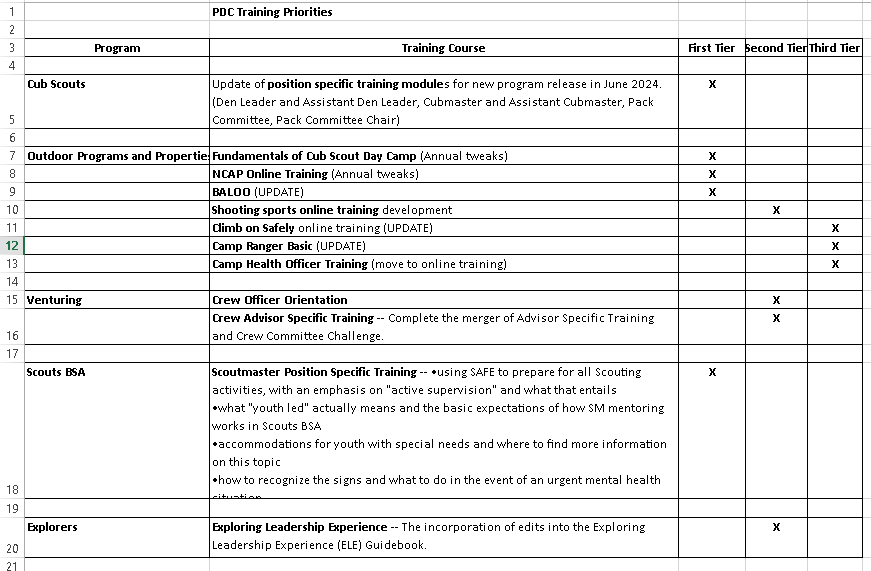 1 PDC Training Priorities
2
3 Program Training Course First Tier Second Tier Third Tier
4
Cub Scouts Update of position specific training modules for new program release in June 2024. X
(Den Leader and Assistant Den Leader, Cubmaster and Assistant Cubmaster, Pack
5 Committee, Pack Committee Chair)
6
7 Outdoor Programs and Propertie Fundamentals of Cub Scout Day Camp (Annual tweaks) X
8 NCAP Online Training (Annual tweaks) X
9 BALOO (UPDATE) X
10 Shooting sports online training development X
11 Climb on Safely online training (UPDATE) X
12 Camp Ranger Basic (UPDATE) X
13 Camp Health Officer Training (move to online training) X
14
15 Venturing Crew Officer Orientation X
Crew Advisor Specific Training -- Complete the merger of Advisor Specific Training X
16 and Crew Committee Challenge.
17
Scouts BSA Scoutmaster Position Specific Training -- •using SAFE to prepare for all Scouting X
activities, with an emphasis on "active supervision" and what that entails
•what "youth led" actually means and the basic expectations of how SM mentoring
works in Scouts BSA
•accommodations for youth with special needs and where to find more information
on this topic
•how to recognize the signs and what to do in the event of an urgent mental health
18 situation
19
Explorers Exploring Leadership Experience -- The incorporation of edits into the Exploring X
20 Leadership Experience (ELE) Guidebook.
21